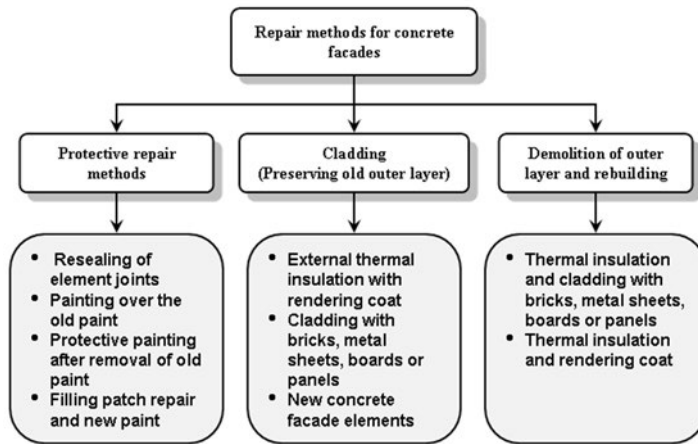 Repair methods for concrete
facades
Protective repair
methods
Cladding
(Preserving old outer layer)
Demolition of outer
layer and rebuilding
• Resealing of
element joints
• Painting over the
old paint
• Protective painting
after removal of old
paint
• Filling patch repair
and new paint
• External thermal
insulation with
rendering coat
• Cladding with
bricks, metal
sheets, boards or
panels
• New concrete
facade elements
• Thermal insulation
and cladding with
bricks, metal sheets,
boards or panels
• Thermal insulation
and rendering coat